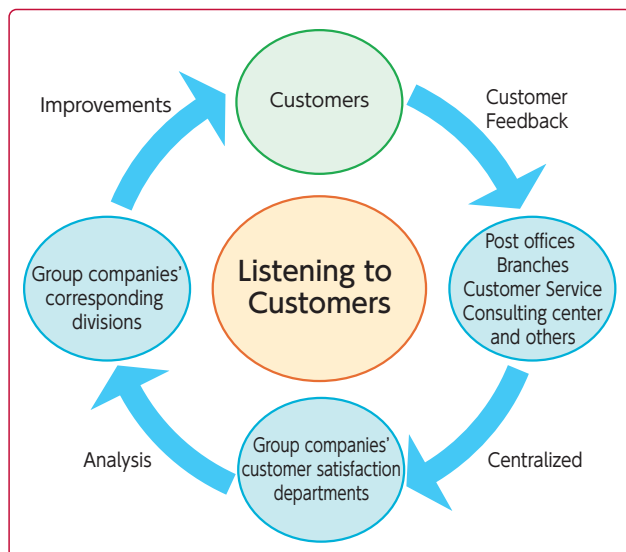 Customers
Customer
Feedback
Post offices
Branches
Customer Service
Consulting center
and others
Centralized
Group companies’
customer satisfaction
departments
Analysis
Group companies’
corresponding
divisions
Improvements
Listening to
Customers